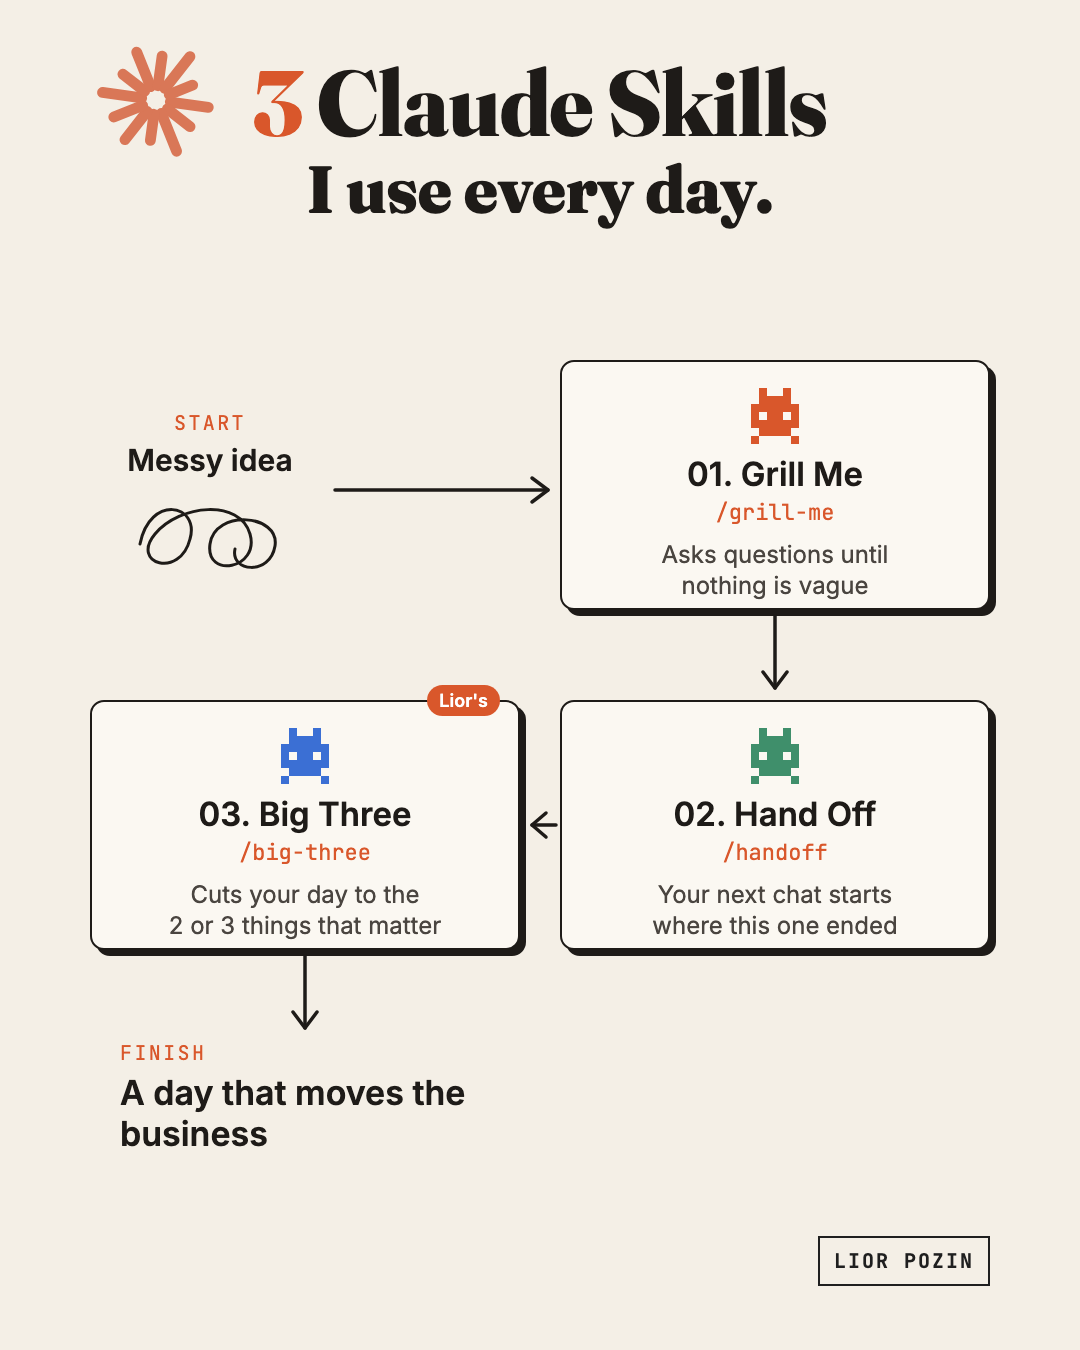 3 Claude Skills
I use every day.
START
Messy idea
01. Grill Me
/grill-me
Asks questions until
nothing is vague
02. Hand Off
/handoff
Your next chat starts
where this one ended
Lior's
03. Big Three
/big-three
Cuts your day to the
2 or 3 things that matter
FINISH
A day that moves the
business
LIOR POZIN